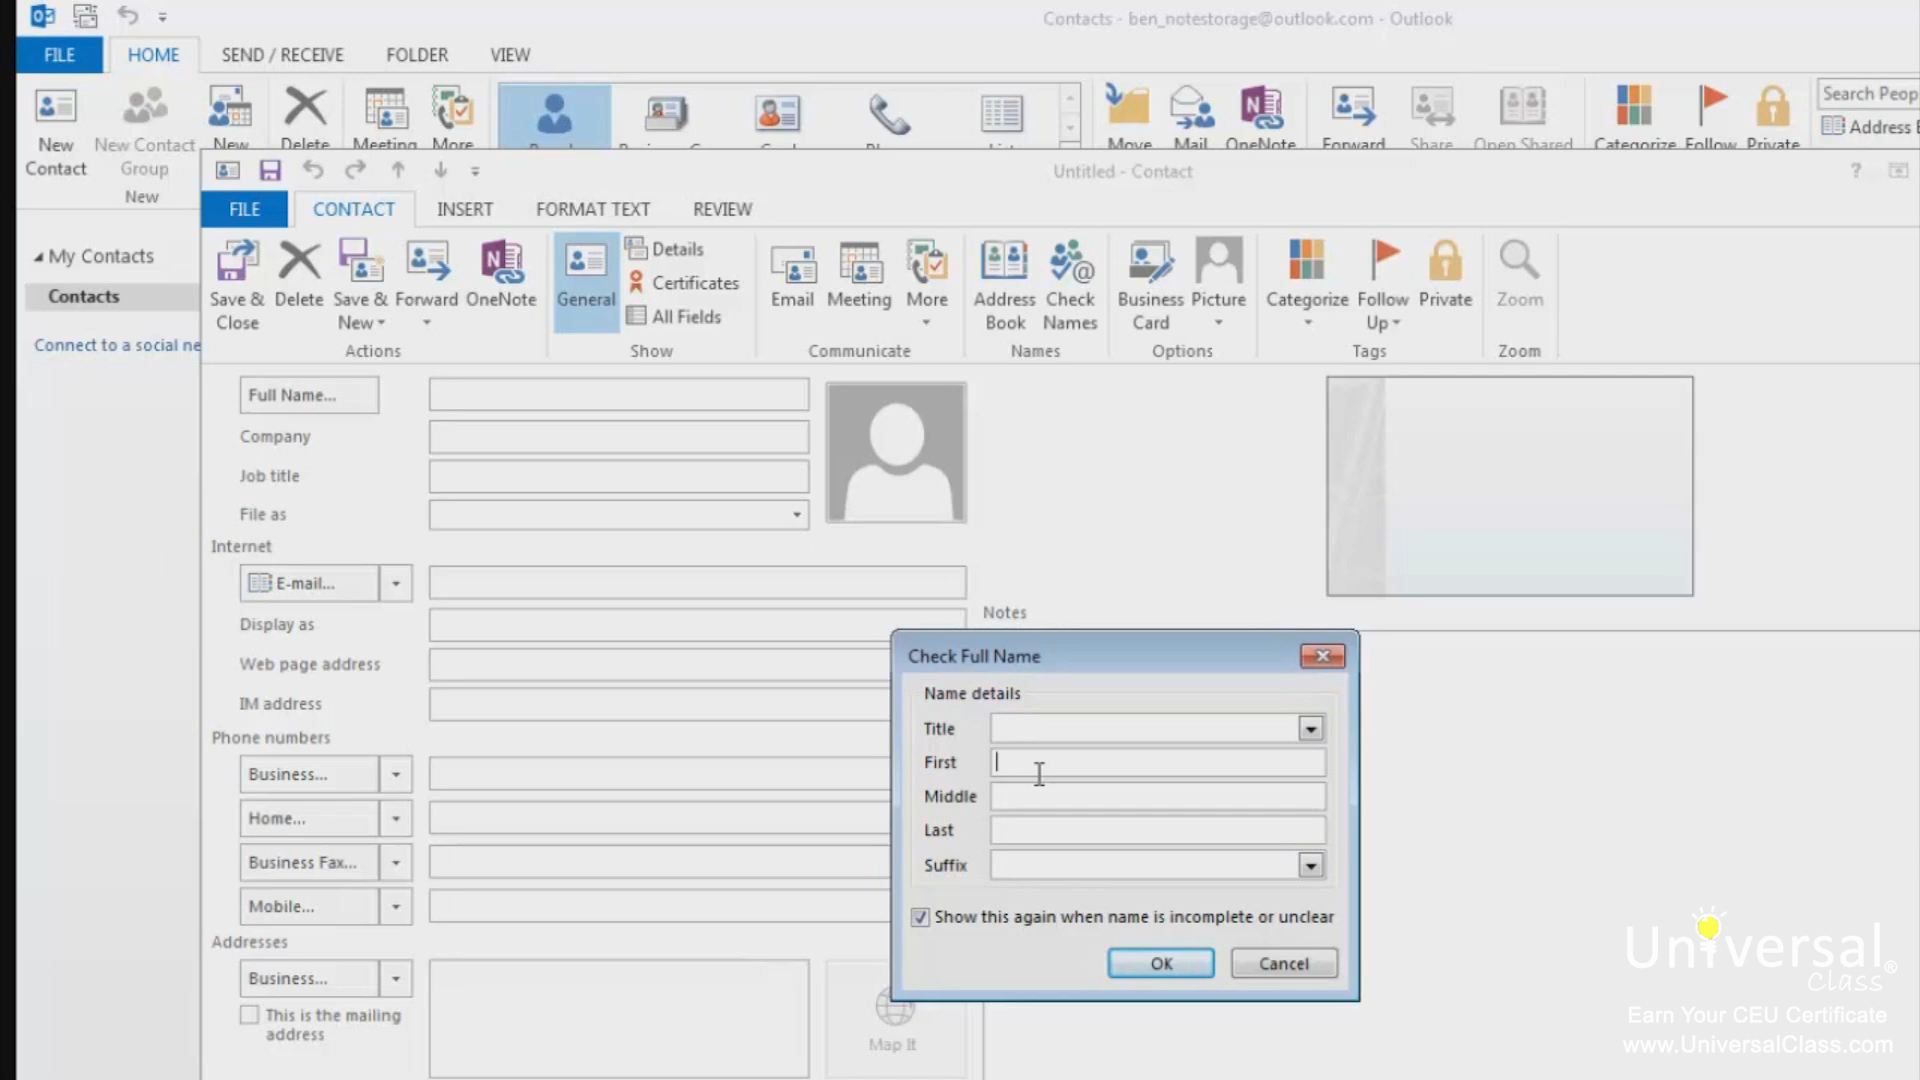 Contacts - ben_notestorage@outlook.com - Outlook
FILE HOME SEND / RECEIVE FOLDER VIEW
New Contact
New Contact Group
New
Delete
Meeting
More
Move
Mail
OneNote
Forward
Share
Open Shared
Categorize
Follow
Private
Search Peop
Address
New
Untitled - Contact
?
FILE CONTACT INSERT FORMAT TEXT REVIEW
My Contacts
Contacts
Connect to a social ne
Save & Close
Delete
Save & New
Forward
OneNote
Actions
General
Details
Certificates
All Fields
Show
Email
Meeting
More
Communicate
Address Book
Check Names
Names
Business Card
Picture
Options
Categorize
Follow Up
Private
Tags
Zoom
Zoom
Full Name...
Company
Job title
File as
Internet
E-mail...
Display as
Web page address
IM address
Phone numbers
Business...
Home...
Business Fax...
Mobile...
Addresses
Business...
This is the mailing
address
Map It
Notes
Check Full Name
Name details
Title
First
Middle
Last
Suffix
Show this again when name is incomplete or unclear
OK Cancel
Universal
Class®
Earn Your CEU Certificate
www.UniversalClass.com